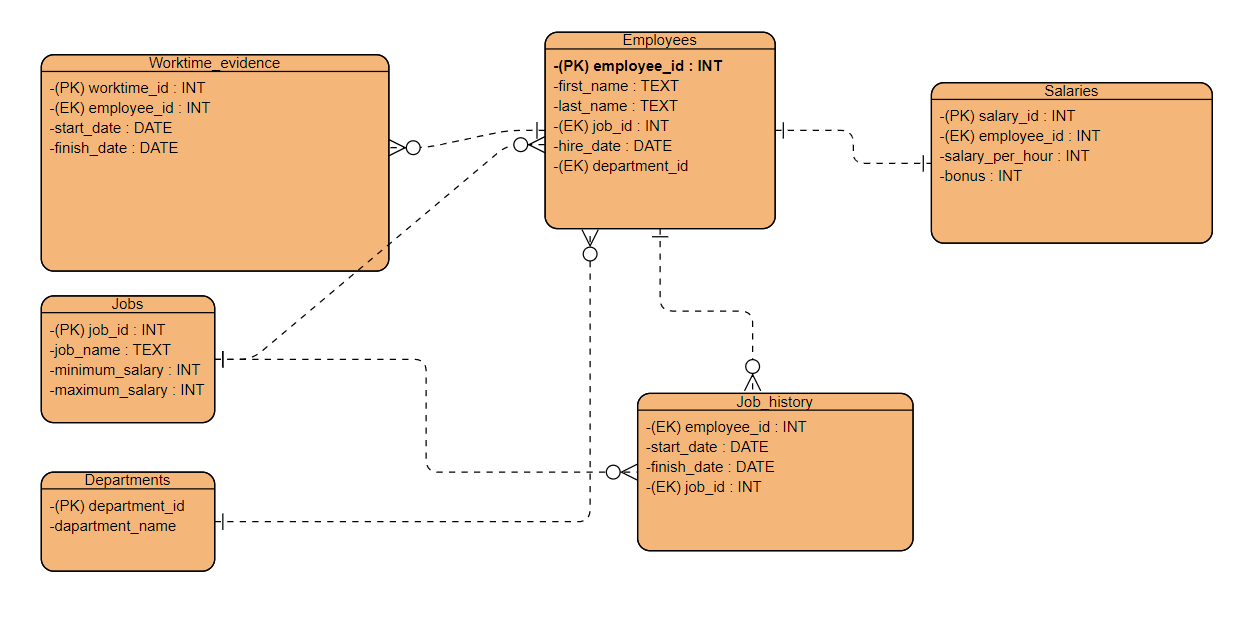 Worktime_evidence
-(PK) worktime_id : INT
-(EK) employee_id : INT
-start_date : DATE
-finish_date : DATE
Employees
-(PK) employee_id : INT
-first_name : TEXT
-last_name : TEXT
-(EK) job_id : INT
-hire_date : DATE
-(EK) department_id
Salaries
-(PK) salary_id : INT
-(EK) employee_id : INT
-salary_per_hour : INT
-bonus : INT
Jobs
-(PK) job_id : INT
-job_name : TEXT
-minimum_salary : INT
-maximum_salary : INT
Job_history
-(EK) employee_id : INT
-start_date : DATE
-finish_date : DATE
-(EK) job_id : INT
Departments
-(PK) department_id
-dapartment_name